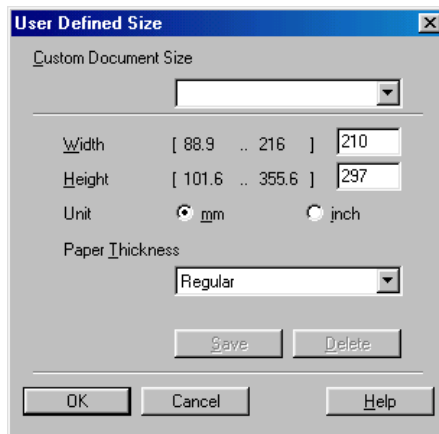 User Defined Size
Custom Document Size
Width [ 88.9 .. 216 ] 210
Height [ 101.6 .. 355.6 ] 297
Unit mm inch
Paper Thickness
Regular
Save Delete
OK Cancel Help